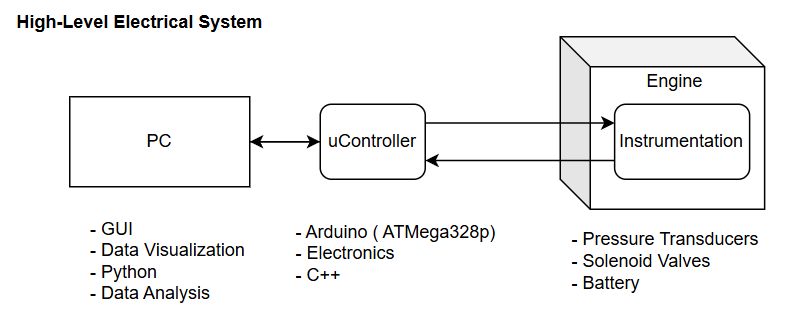 High-Level Electrical System
Engine
PC
uController
Instrumentation
- GUI
- Data Visualization
- Python
- Data Analysis
- Arduino ( ATMega328p)
- Electronics
- C++
- Pressure Transducers
- Solenoid Valves
- Battery